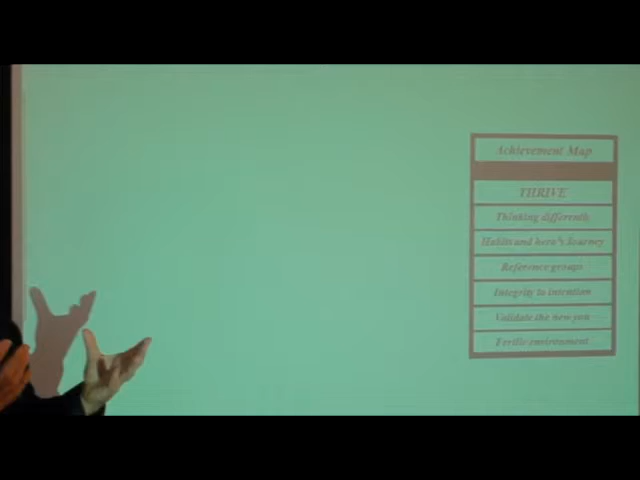 Achievement Map
THRIVE
Thinking differently
Habits and hero's Journey
Reference groups
Integrity to intention
Validate the new you
environment